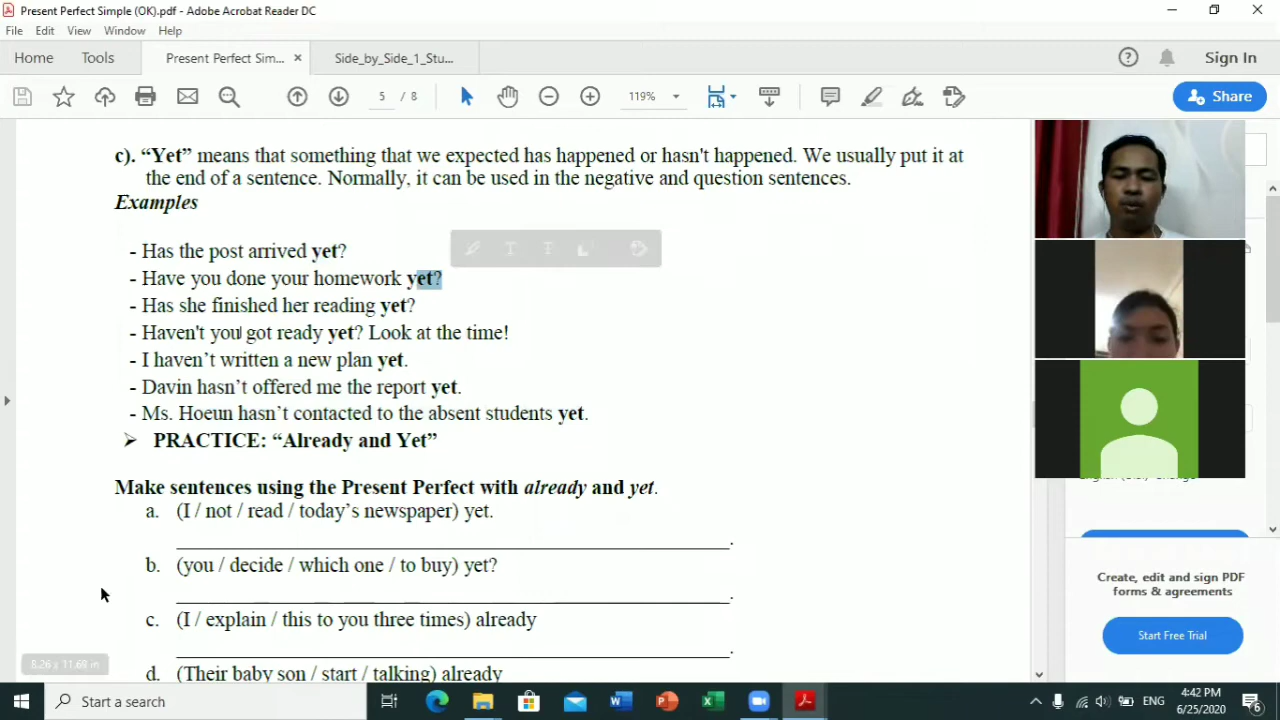 Present Perfect Simple (OK).pdf - Adobe Acrobat Reader DC
File Edit View Window Help
Home Tools Present Perfect Sim... × Side_by_Side_1_Stu... Sign In
5 / 8 119% Share
c). “Yet” means that something that we expected has happened or hasn't happened. We usually put it at
the end of a sentence. Normally, it can be used in the negative and question sentences.
Examples
- Has the post arrived yet?
- Have you done your homework yet?
- Has she finished her reading yet?
- Haven't you got ready yet? Look at the time!
- I haven’t written a new plan yet.
- Davin hasn’t offered me the report yet.
- Ms. Hoeun hasn’t contacted to the absent students yet.
➢ PRACTICE: “Already and Yet”
Make sentences using the Present Perfect with already and yet.
a. (I / not / read / today’s newspaper) yet.
b. (you / decide / which one / to buy) yet?
c. (I / explain / this to you three times) already
d. (Their baby son / start / talking) already
8.26 x 11.69 in
Create, edit and sign PDF
forms & agreements
Start Free Trial
Start a search
ENG
4:42 PM
6/25/2020
6